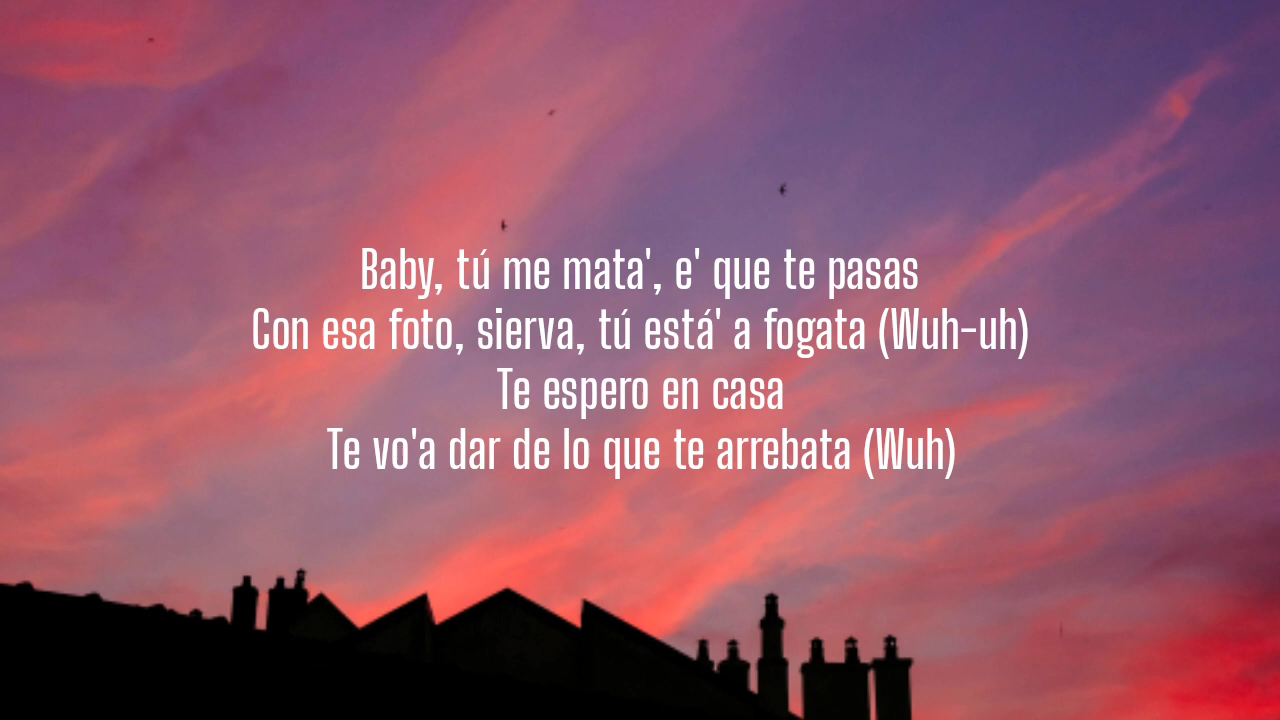 Baby, tú me mata', e' que te pasas
Con esa foto, sierva, tú está' a fogata (Wuh-uh)
Te espero en casa
Te vo'a dar de lo que te arrebata (Wuh)